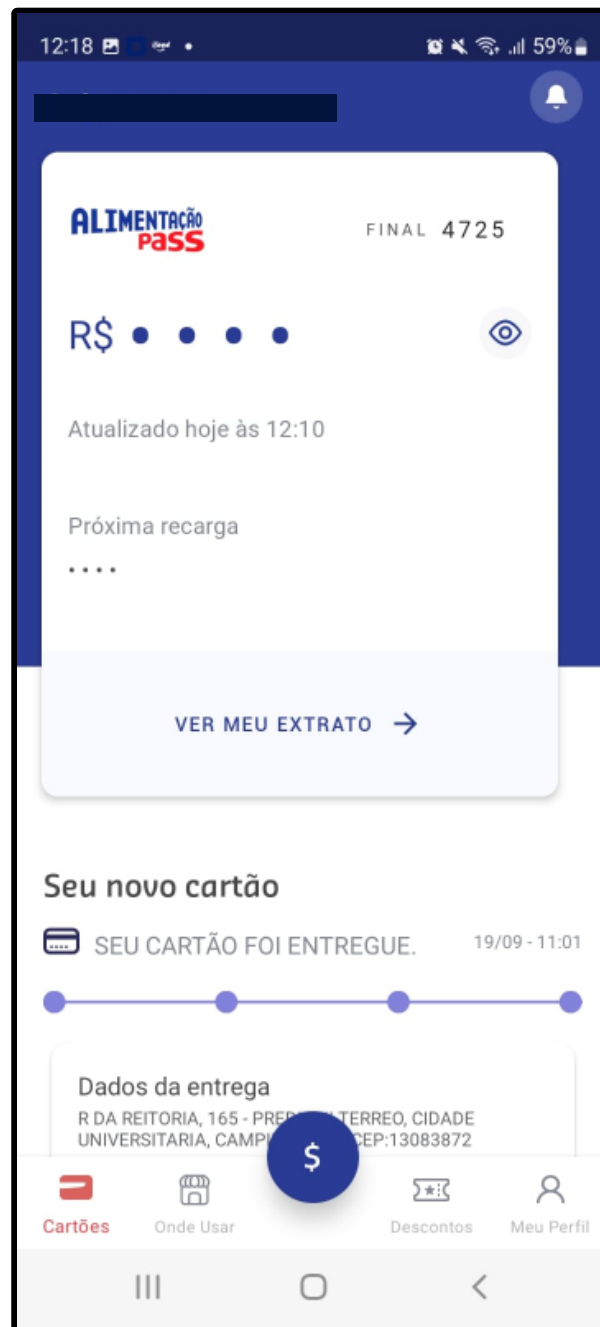 12:18
59%
ALIMENTAÇÃO
PASS
FINAL 4725
R$ • • • •
Atualizado hoje às 12:10
Próxima recarga
• • • •
VER MEU EXTRATO →
Seu novo cartão
SEU CARTÃO FOI ENTREGUE. 19/09 - 11:01
Dados da entrega
R DA REITORIA, 165 - TERREO, CIDADE
UNIVERSITARIA, CEP:13083872
$
Cartões Onde Usar Descontos Meu Perfil